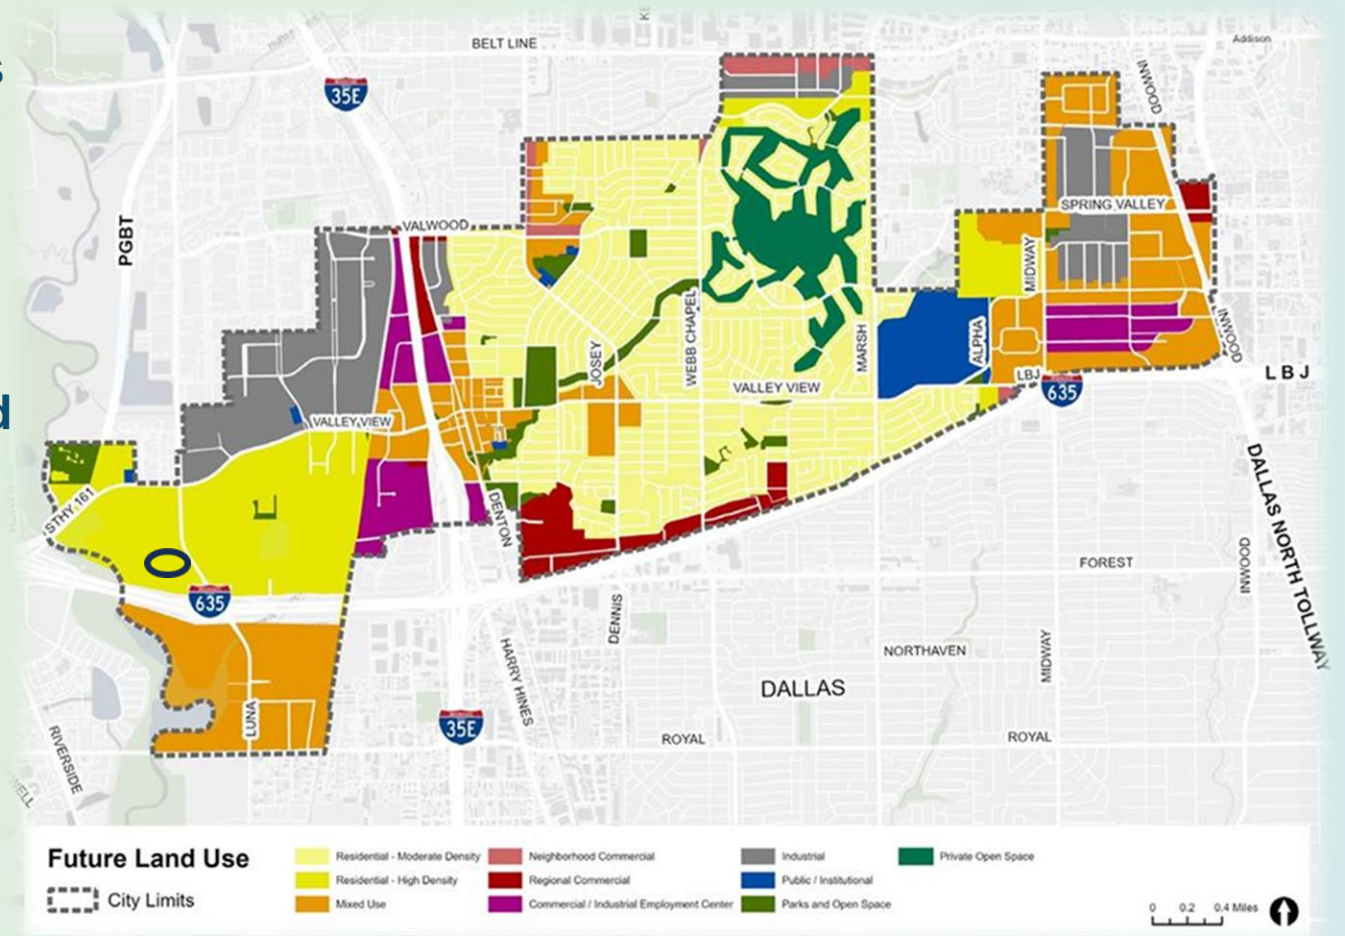 s
d
BELT LINE
Addison
35E
INWOOD
PGBT
VALWOOD
SPRING VALLEY
MIDWAY
WEBB CHAPEL
JOSEY
MARSH
ALPHA
INWOOD
VALLEY VIEW
LBJ
635
LBJ
VALLEY VIEW
STHY 161
DENTON
DALLAS NORTH TOLLWAY
635
FOREST
INWOOD
DENNIS
HARRY HINES
NORTHAVEN
MIDWAY
DALLAS
LUNA
35E
ROYAL
ROYAL
RIVERSIDE
Future Land Use
City Limits
Residential - Moderate Density
Residential - High Density
Mixed Use
Neighborhood Commercial
Regional Commercial
Commercial / Industrial Employment Center
Industrial
Public / Institutional
Parks and Open Space
Private Open Space
0 0.2 0.4 Miles